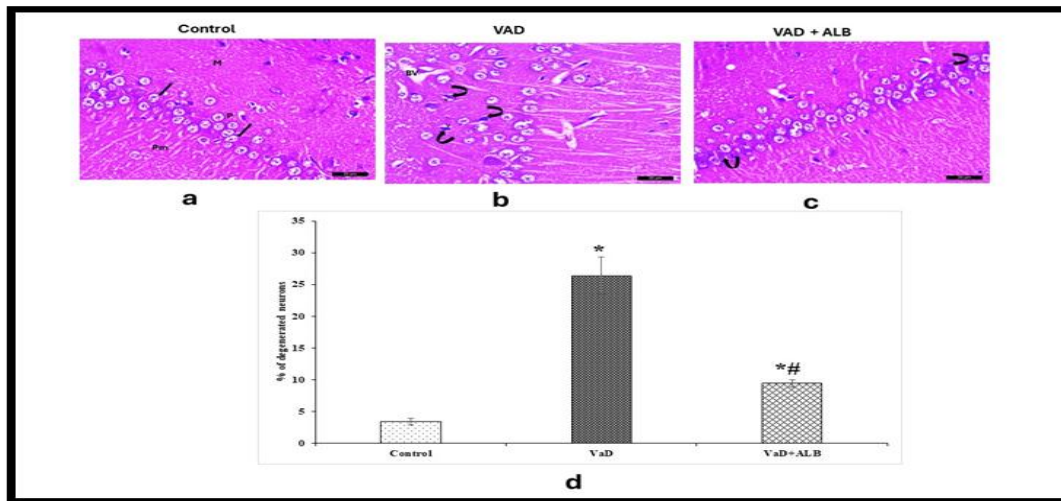 Control
VAD
VAD + ALB
M
P
Pm
BV
a
b
c
35
30
25
20
15
10
5
0
% of degenerated neurons
*
*#
Control
VaD
VaD+ALB
d